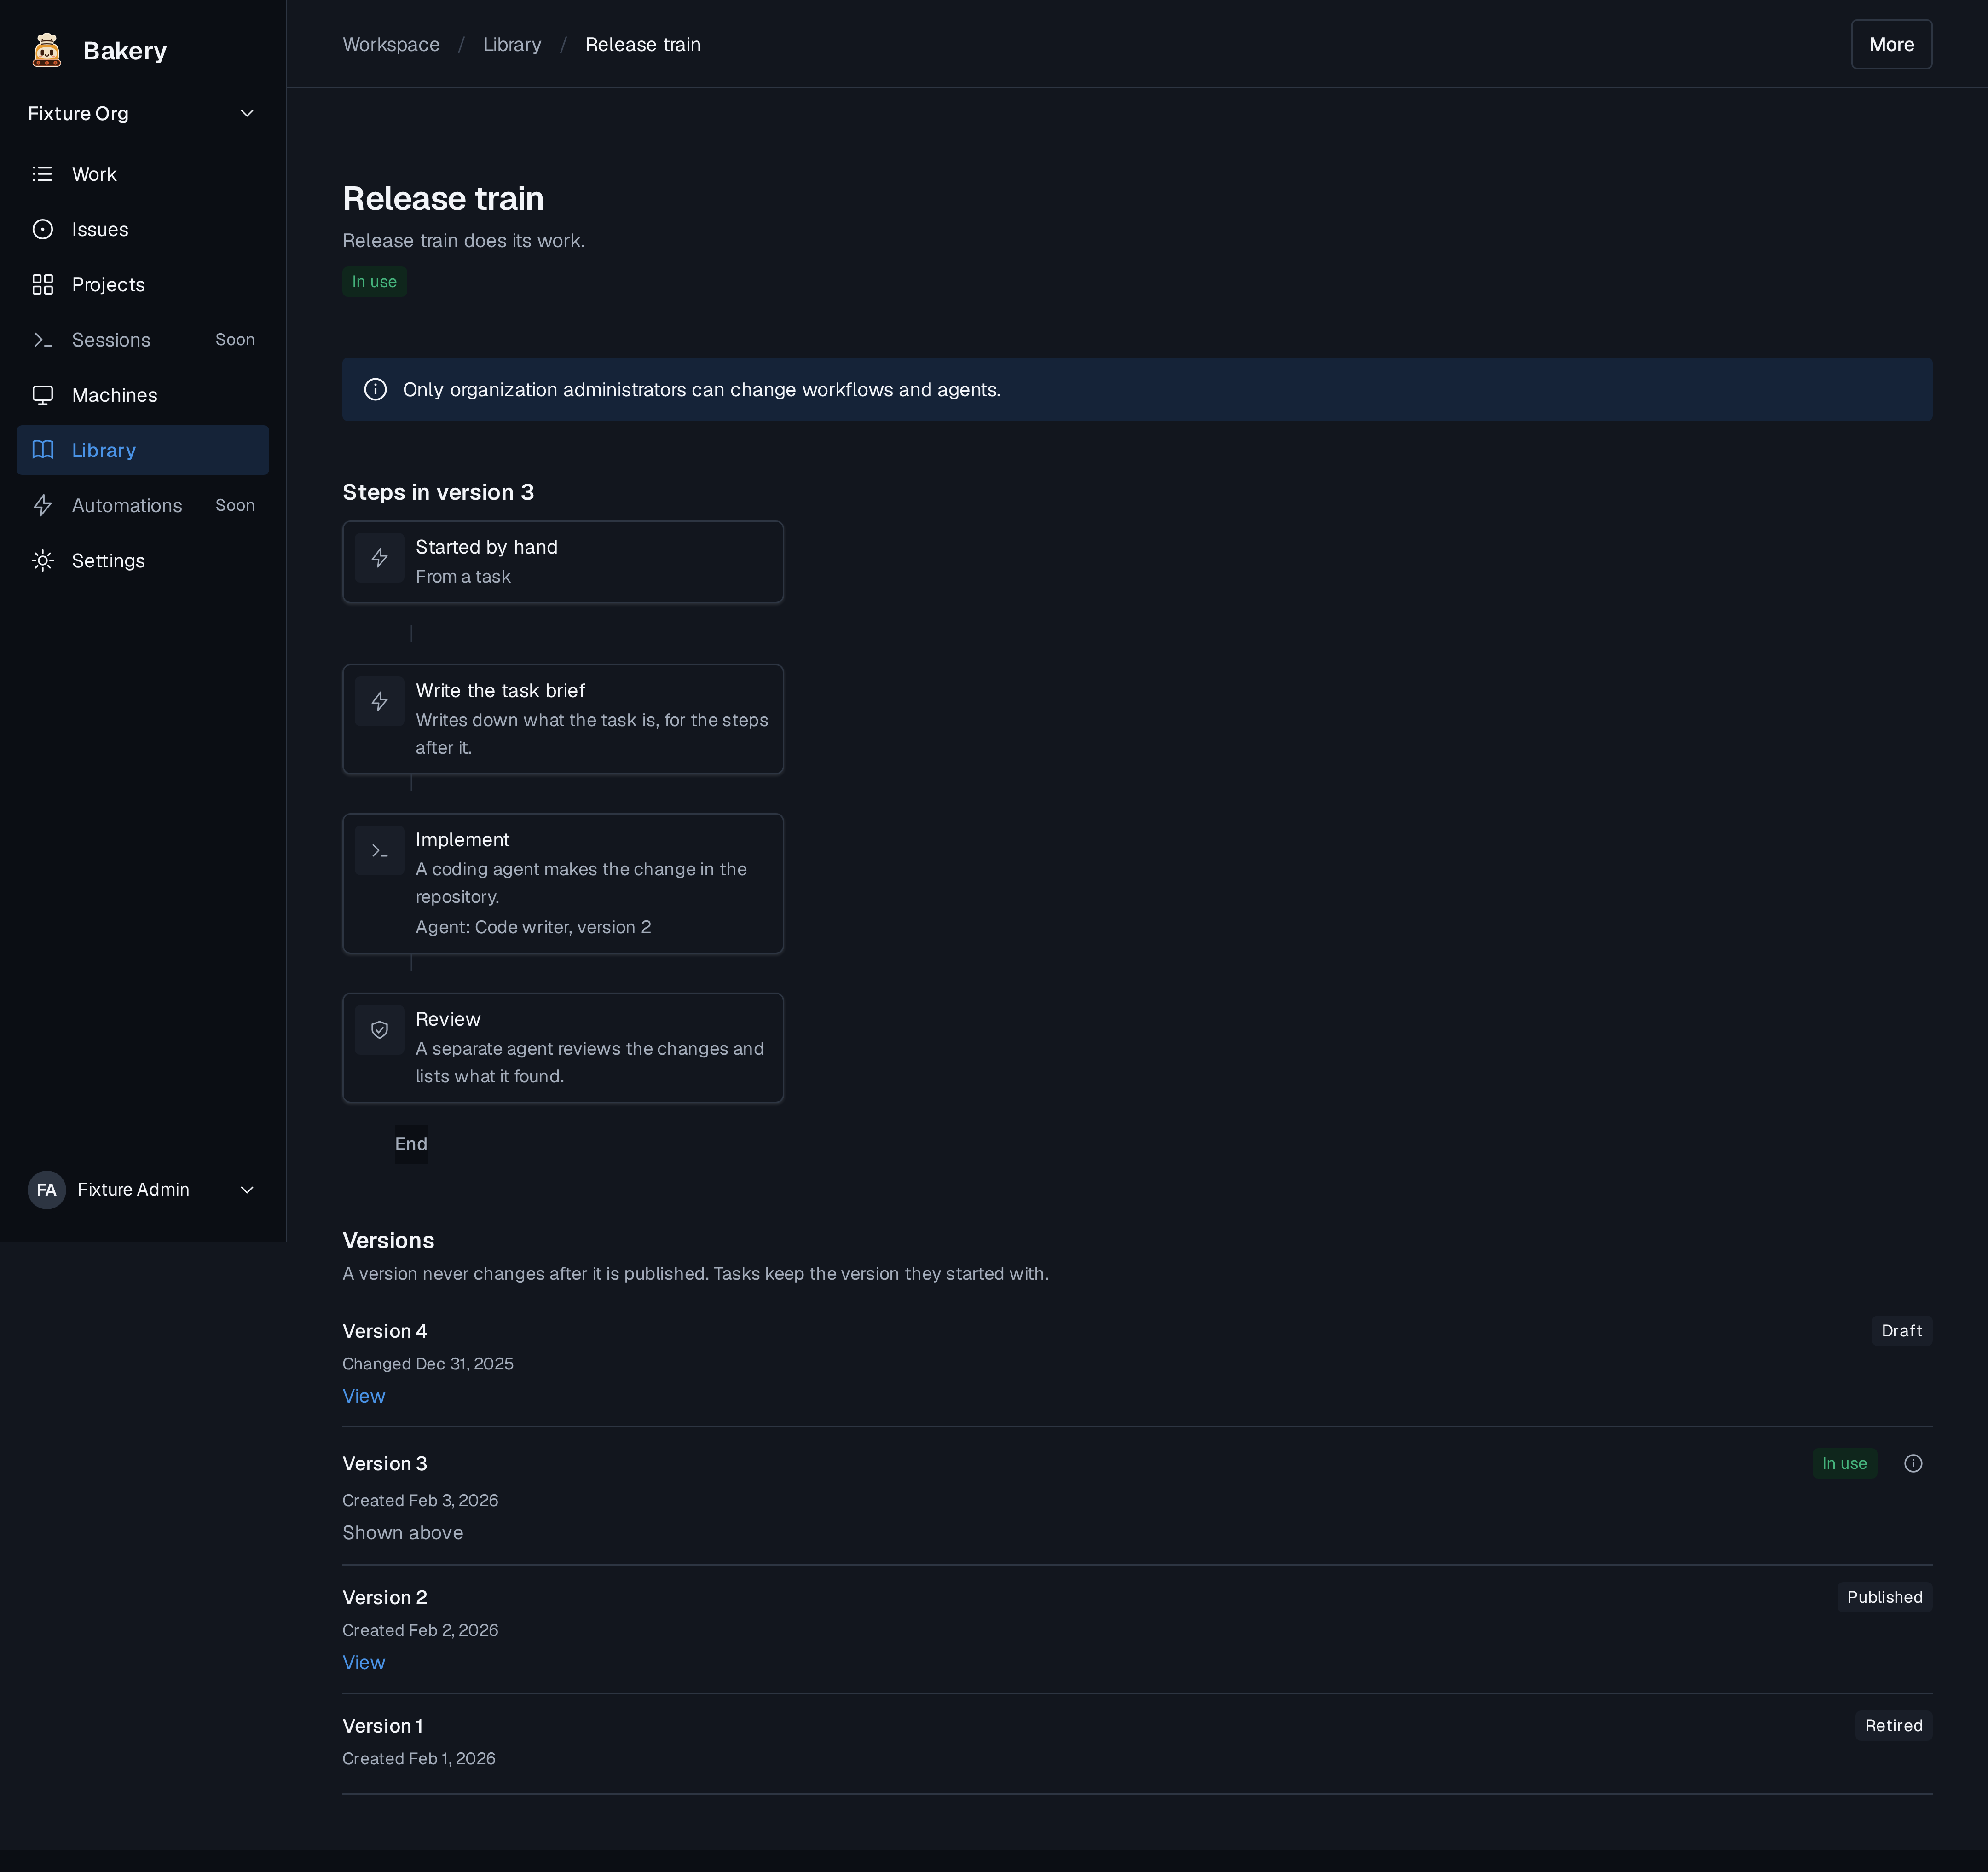 Bakery
Fixture Org
Work
Issues
Projects
Sessions Soon
Machines
Library
Automations Soon
Settings
FA Fixture Admin
Workspace / Library / Release train
More
Release train
Release train does its work.
In use
Only organization administrators can change workflows and agents.
Steps in version 3
Started by hand
From a task
Write the task brief
Writes down what the task is, for the steps
after it.
Implement
A coding agent makes the change in the
repository.
Agent: Code writer, version 2
Review
A separate agent reviews the changes and
lists what it found.
End
Versions
A version never changes after it is published. Tasks keep the version they started with.
Version 4 Draft
Changed Dec 31, 2025
View
Version 3 In use
Created Feb 3, 2026
Shown above
Version 2 Published
Created Feb 2, 2026
View
Version 1 Retired
Created Feb 1, 2026